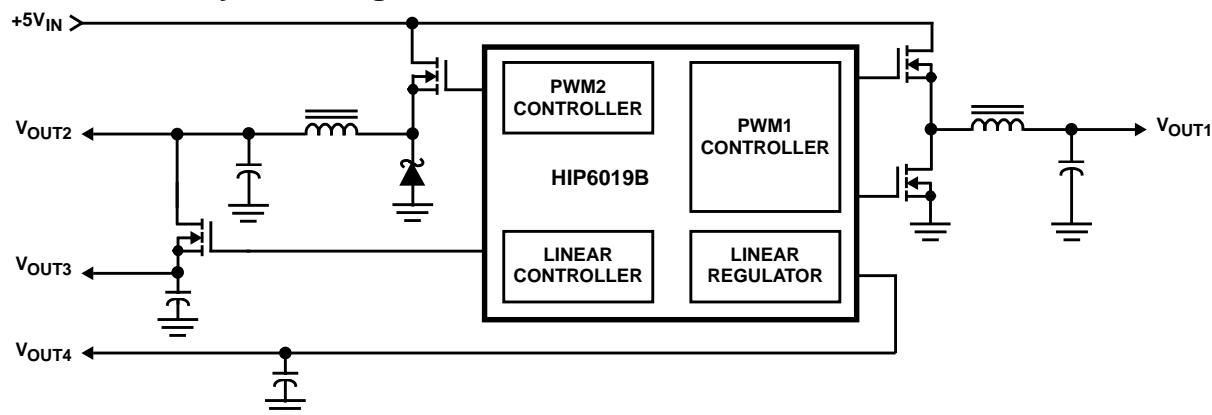 +5VIN
PWM2
CONTROLLER
PWM1
CONTROLLER
VOUT2
VOUT1
HIP6019B
VOUT3
LINEAR
CONTROLLER
LINEAR
REGULATOR
VOUT4